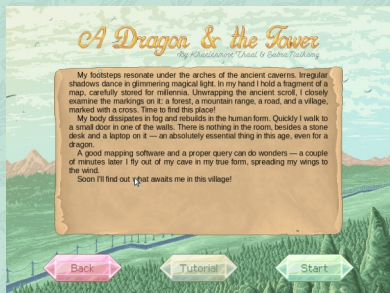 A Dragon & the Tower
My footsteps resonate under the arches of the ancient caverns. Irregular
shadows dance in glimmering magical light. In my hand I hold a fragment of a
map, carefully stored for millennia. Unwrapping the ancient scroll, I closely
examine the markings on it: a forest, a mountain range, a road, and a village,
marked with a cross. Time to find this place!
My body dissipates in fog and rebuilds in the human form. Quickly I walk to
a small door in one of the walls. There is nothing in the room, besides a stone
desk and a laptop on it — an absolutely essential thing in this age, even for a
dragon.
A good mapping software and a proper query can do wonders — a couple
of minutes later I fly out of my cave in my true form, spreading my wings to
the wind.
Soon I'll find out what awaits me in this village!
Back
Tutorial
Start